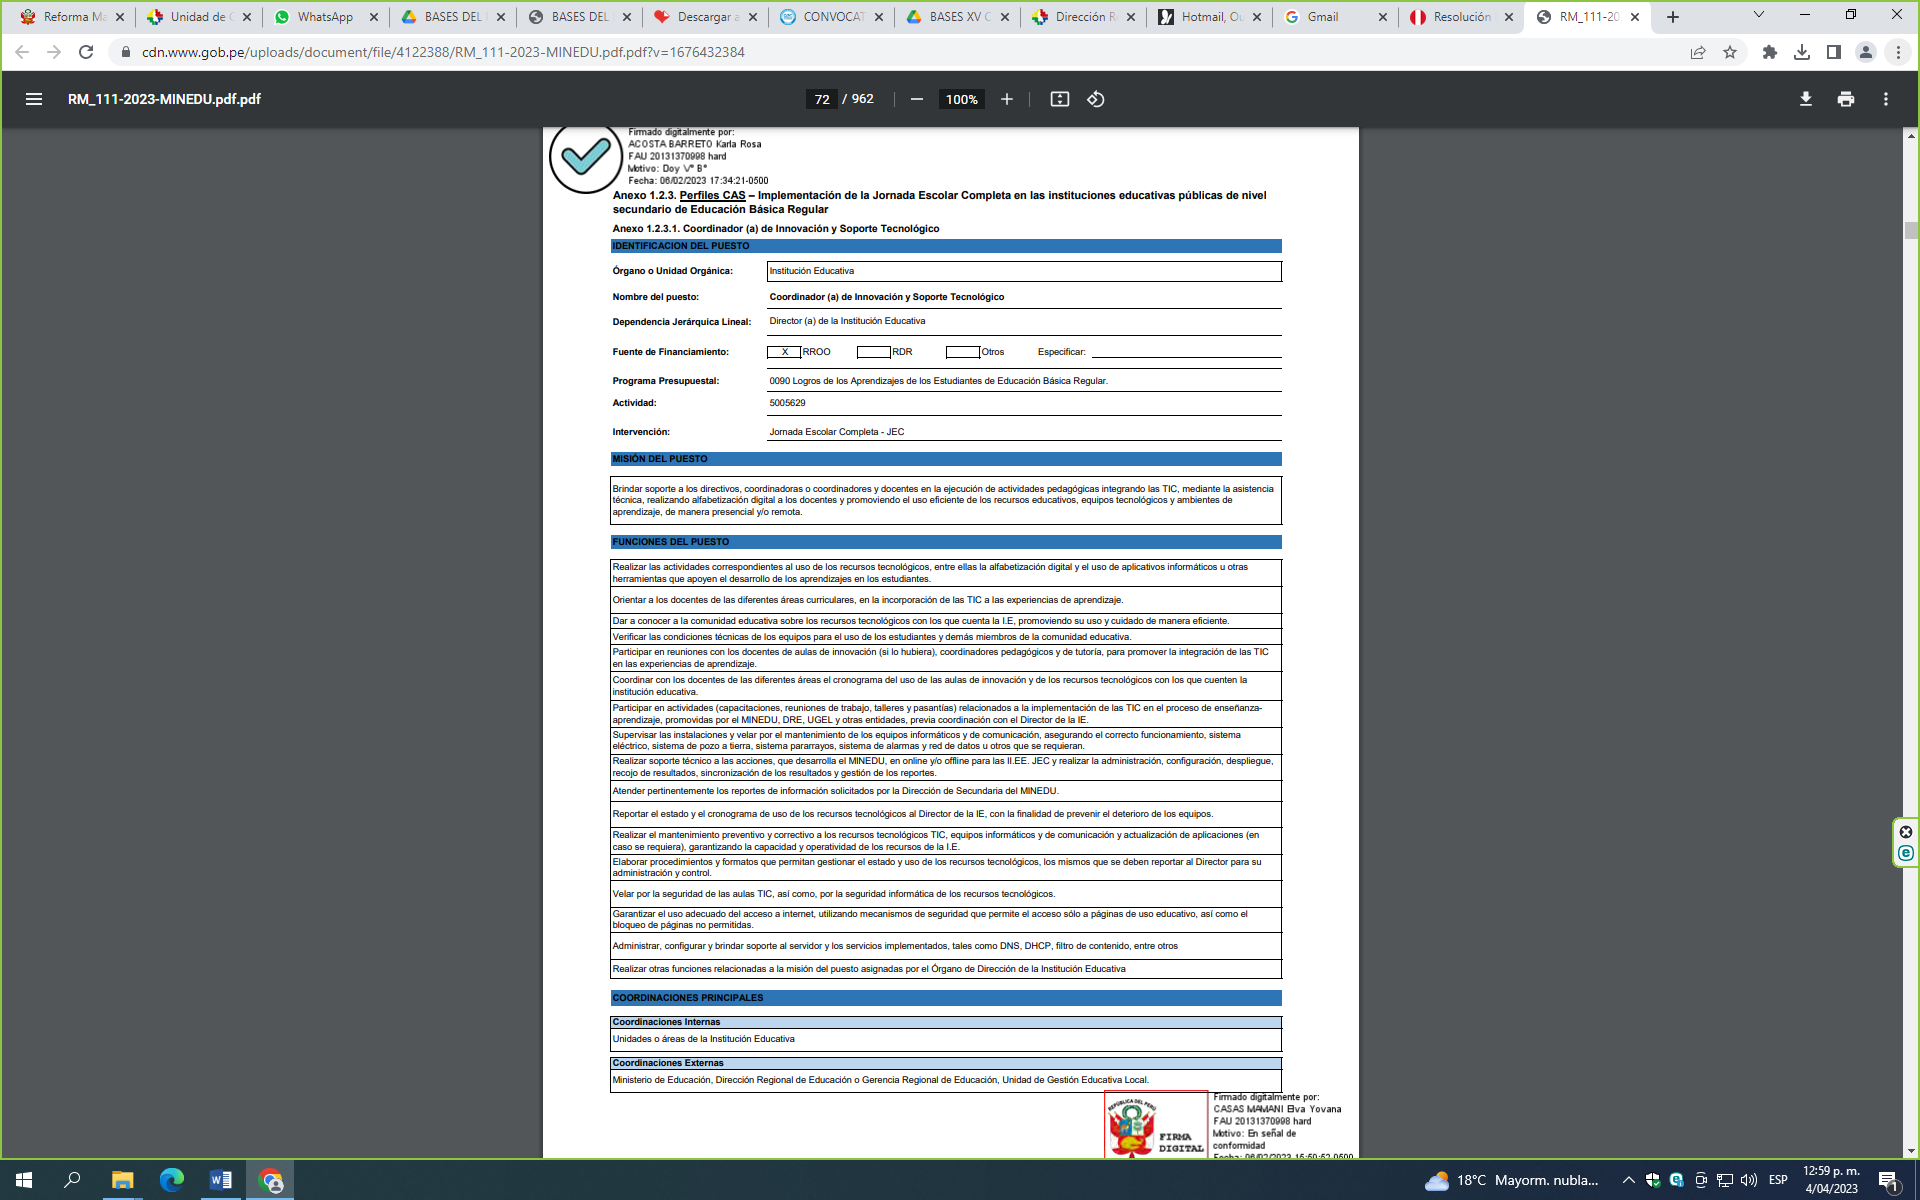 Reforma Ma
Unidad de G
WhatsApp
BASES DEL
BASES DEL
Descargar a
CONVOCAT
BASES XV C
Dirección R
Hotmail, Ou
Gmail
Resolución
RM_111-20
cdn.www.gob.pe/uploads/document/file/4122388/RM_111-2023-MINEDU.pdf.pdf?v=1676432384
RM_111-2023-MINEDU.pdf.pdf
72 / 962
100%
Firmado digitalmente por:
ACOSTA BARRETO Karla Rosa
FAU 20131370998 hard
Motivo: Doy V° B°
Fecha: 06/02/2023 17:34:21-0500
Anexo 1.2.3. Perfiles CAS – Implementación de la Jornada Escolar Completa en las instituciones educativas públicas de nivel
secundario de Educación Básica Regular
Anexo 1.2.3.1. Coordinador (a) de Innovación y Soporte Tecnológico
IDENTIFICACION DEL PUESTO
Órgano o Unidad Orgánica: Institución Educativa
Nombre del puesto: Coordinador (a) de Innovación y Soporte Tecnológico
Dependencia Jerárquica Lineal: Director (a) de la Institución Educativa
Fuente de Financiamiento: X RROO RDR Otros Especificar:
Programa Presupuestal: 0090 Logros de los Aprendizajes de los Estudiantes de Educación Básica Regular.
Actividad: 5005629
Intervención: Jornada Escolar Completa - JEC
MISIÓN DEL PUESTO
Brindar soporte a los directivos, coordinadoras o coordinadores y docentes en la ejecución de actividades pedagógicas integrando las TIC, mediante la asistencia
técnica, realizando alfabetización digital a los docentes y promoviendo el uso eficiente de los recursos educativos, equipos tecnológicos y ambientes de
aprendizaje, de manera presencial y/o remota.
FUNCIONES DEL PUESTO
Realizar las actividades correspondientes al uso de los recursos tecnológicos, entre ellas la alfabetización digital y el uso de aplicativos informáticos u otras
herramientas que apoyen el desarrollo de los aprendizajes en los estudiantes.
Orientar a los docentes de las diferentes áreas curriculares, en la incorporación de las TIC a las experiencias de aprendizaje.
Dar a conocer a la comunidad educativa sobre los recursos tecnológicos con los que cuenta la I.E, promoviendo su uso y cuidado de manera eficiente.
Verificar las condiciones técnicas de los equipos para el uso de los estudiantes y demás miembros de la comunidad educativa.
Participar en reuniones con los docentes de aulas de innovación (si lo hubiera), coordinadores pedagógicos y de tutoría, para promover la integración de las TIC
en las experiencias de aprendizaje.
Coordinar con los docentes de las diferentes áreas el cronograma del uso de las aulas de innovación y de los recursos tecnológicos con los que cuenten la
institución educativa.
Participar en actividades (capacitaciones, reuniones de trabajo, talleres y pasantías) relacionados a la implementación de las TIC en el proceso de enseñanza-
aprendizaje, promovidas por el MINEDU, DRE, UGEL y otras entidades, previa coordinación con el Director de la IE.
Supervisar las instalaciones y velar por el mantenimiento de los equipos informáticos y de comunicación, asegurando el correcto funcionamiento, sistema
eléctrico, sistema de pozo a tierra, sistema pararrayos, sistema de alarmas y red de datos u otros que se requieran.
Realizar soporte técnico a las acciones, que desarrolla el MINEDU, en online y/o offline para las II.EE. JEC y realizar la administración, configuración, despliegue,
recojo de resultados, sincronización de los resultados y gestión de los reportes.
Atender pertinentemente los reportes de información solicitados por la Dirección de Secundaria del MINEDU.
Reportar el estado y el cronograma de uso de los recursos tecnológicos al Director de la IE, con la finalidad de prevenir el deterioro de los equipos.
Realizar el mantenimiento preventivo y correctivo a los recursos tecnológicos TIC, equipos informáticos y de comunicación y actualización de aplicaciones (en
caso se requiera), garantizando la capacidad y operatividad de los recursos de la I.E.
Elaborar procedimientos y formatos que permitan gestionar el estado y uso de los recursos tecnológicos, los mismos que se deben reportar al Director para su
administración y control.
Velar por la seguridad de las aulas TIC, así como, por la seguridad informática de los recursos tecnológicos.
Garantizar el uso adecuado del acceso a internet, utilizando mecanismos de seguridad que permite el acceso sólo a páginas de uso educativo, así como el
bloqueo de páginas no permitidas.
Administrar, configurar y brindar soporte al servidor y los servicios implementados, tales como DNS, DHCP, filtro de contenido, entre otros
Realizar otras funciones relacionadas a la misión del puesto asignadas por el Órgano de Dirección de la Institución Educativa
COORDINACIONES PRINCIPALES
Coordinaciones Internas
Unidades o áreas de la Institución Educativa
Coordinaciones Externas
Ministerio de Educación, Dirección Regional de Educación o Gerencia Regional de Educación, Unidad de Gestión Educativa Local.
REPÚBLICA DEL PERÚ
FIRMA
DIGITAL
Firmado digitalmente por:
CASAS MAMANI Elva Yovana
FAU 20131370998 hard
Motivo: En señal de
conformidad
Fecha: 06/02/2023 15:50:52-0500
18°C Mayorm. nubla...
ESP
12:59 p. m.
4/04/2023
1